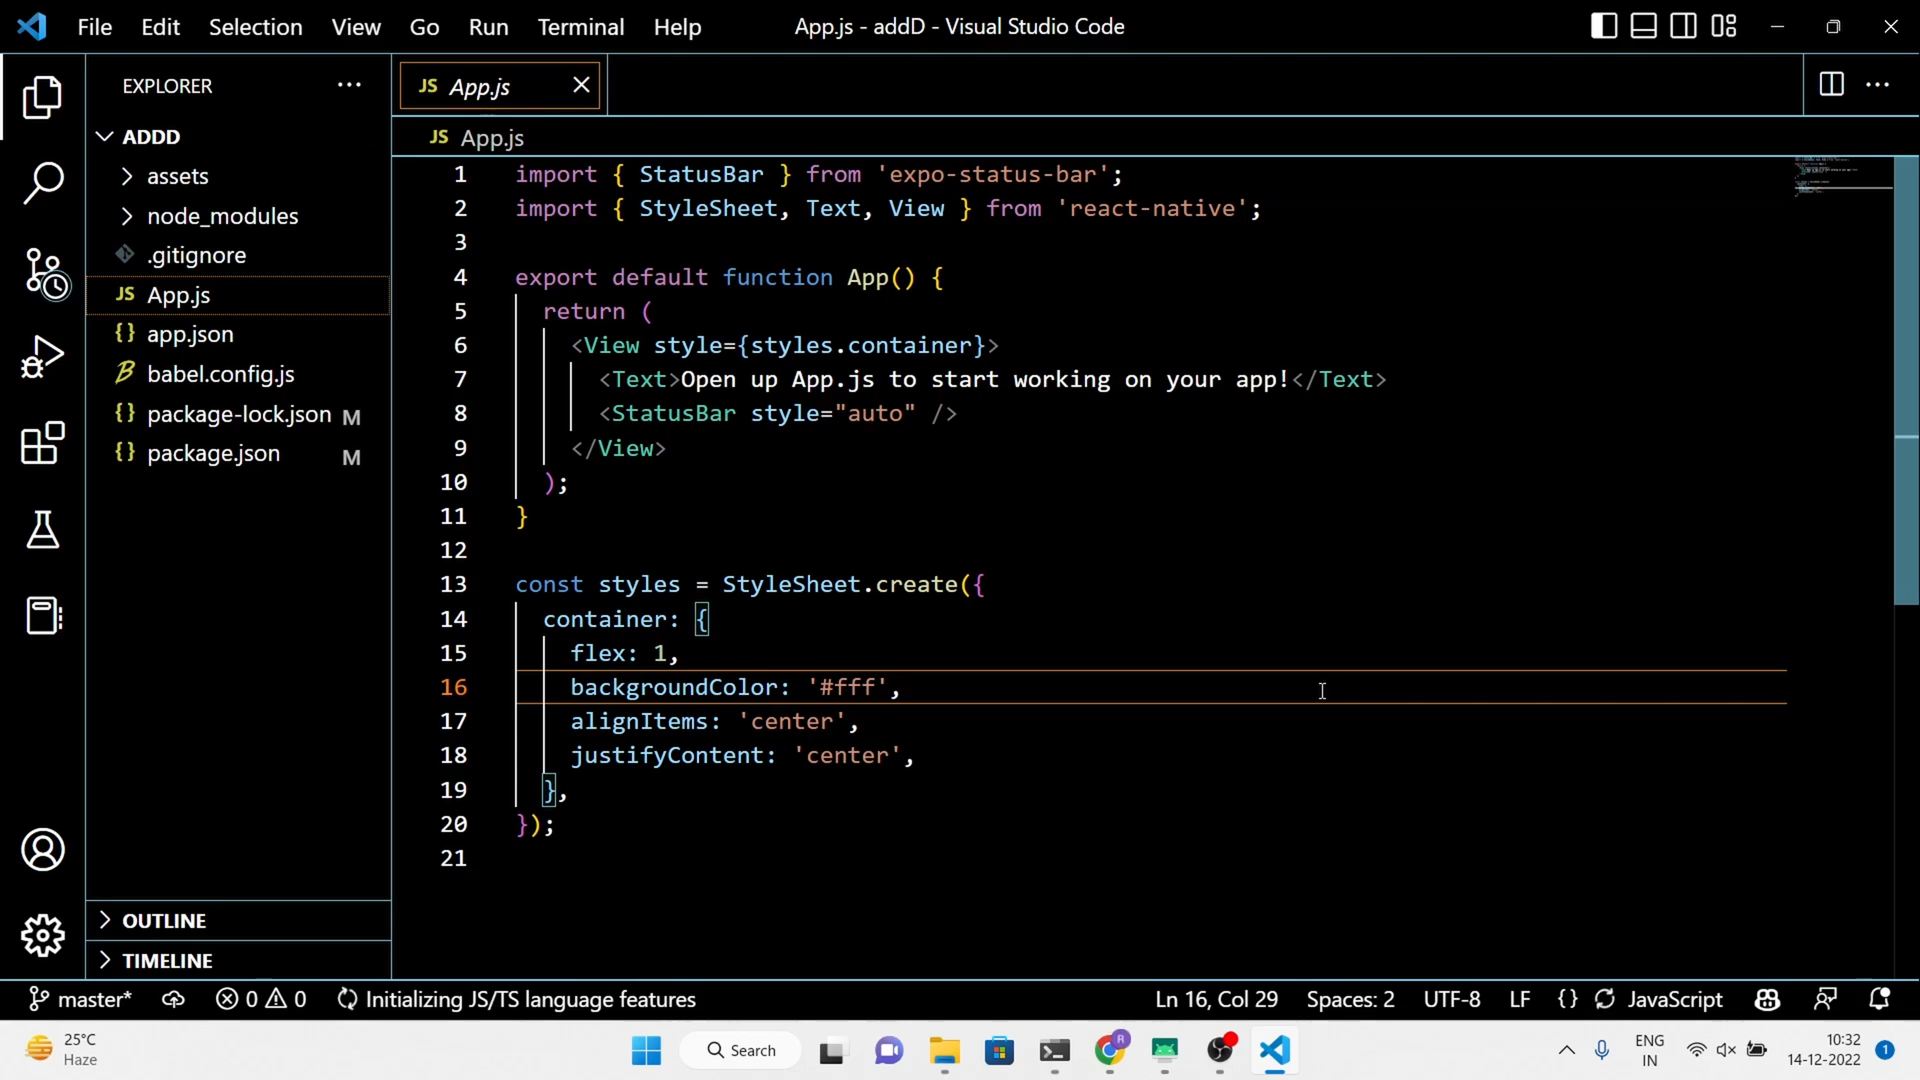 File Edit Selection View Go Run Terminal Help App.js - addD - Visual Studio Code
EXPLORER
ADDD
assets
node_modules
.gitignore
JS App.js
{} app.json
babel.config.js
{} package-lock.json M
{} package.json M
OUTLINE
TIMELINE
JS App.js
JS App.js
1 import { StatusBar } from 'expo-status-bar';
2 import { StyleSheet, Text, View } from 'react-native';
3
4 export default function App() {
5 return (
6 <View style={styles.container}>
7 <Text>Open up App.js to start working on your app!</Text>
8 <StatusBar style="auto" />
9 </View>
10 );
11 }
12
13 const styles = StyleSheet.create({
14 container: {
15 flex: 1,
16 backgroundColor: '#fff',
17 alignItems: 'center',
18 justifyContent: 'center',
19 },
20 });
21
master* 0 0 Initializing JS/TS language features Ln 16, Col 29 Spaces: 2 UTF-8 LF {} JavaScript
25°C
Haze
Search
R
ENG
IN
10:32
14-12-2022
1